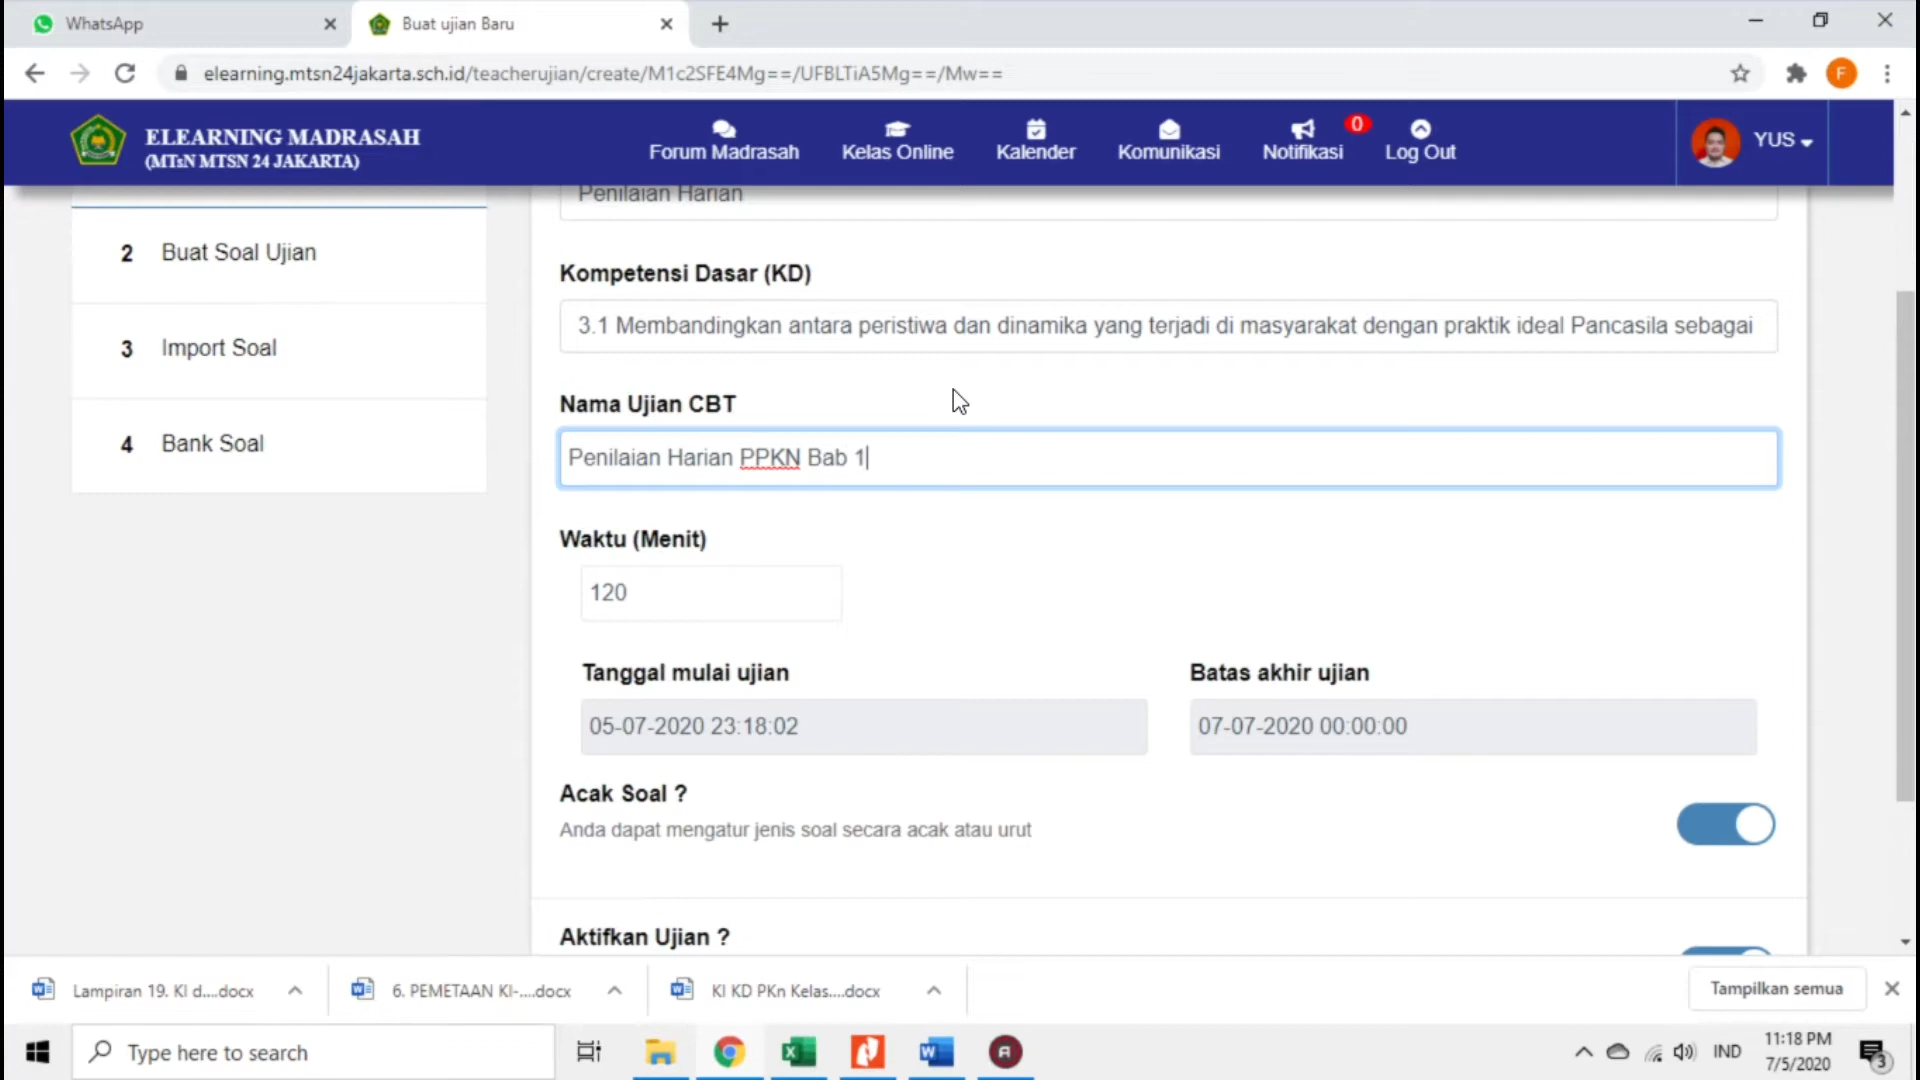 WhatsApp
Buat ujian Baru
elearning.mtsn24jakarta.sch.id/teacherujian/create/M1c2SFE4Mg==/UFBLTiA5Mg==/Mw==
F
ELEARNING MADRASAH
(MTsN MTSN 24 JAKARTA)
Forum Madrasah
Kelas Online
Kalender
Komunikasi
Notifikasi
0
Log Out
YUS
2 Buat Soal Ujian
3 Import Soal
4 Bank Soal
Penilaian Harian
Kompetensi Dasar (KD)
3.1 Membandingkan antara peristiwa dan dinamika yang terjadi di masyarakat dengan praktik ideal Pancasila sebagai
Nama Ujian CBT
Penilaian Harian PPKN Bab 1
Waktu (Menit)
120
Tanggal mulai ujian
Batas akhir ujian
05-07-2020 23:18:02
07-07-2020 00:00:00
Acak Soal ?
Anda dapat mengatur jenis soal secara acak atau urut
Aktifkan Ujian ?
Lampiran 19. KI d....docx
6. PEMETAAN KI-....docx
KI KD PKn Kelas....docx
Tampilkan semua
Type here to search
IND
11:18 PM
7/5/2020
3